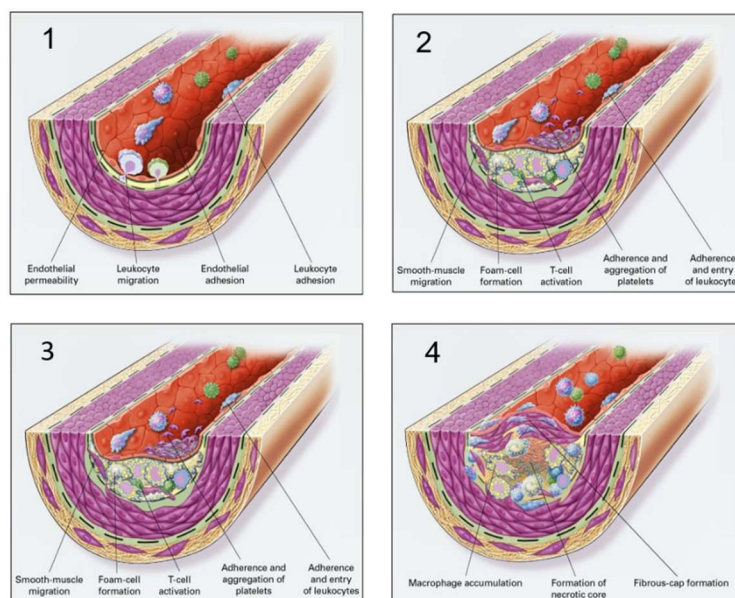 1
Endothelial permeability
Leukocyte migration
Endothelial adhesion
Leukocyte adhesion
2
Smooth-muscle migration
Foam-cell formation
T-cell activation
Adherence and aggregation of platelets
Adherence and entry of leukocyte
3
Smooth-muscle migration
Foam-cell formation
T-cell activation
Adherence and aggregation of platelets
Adherence and entry of leukocytes
4
Macrophage accumulation
Formation of necrotic core
Fibrous-cap formation